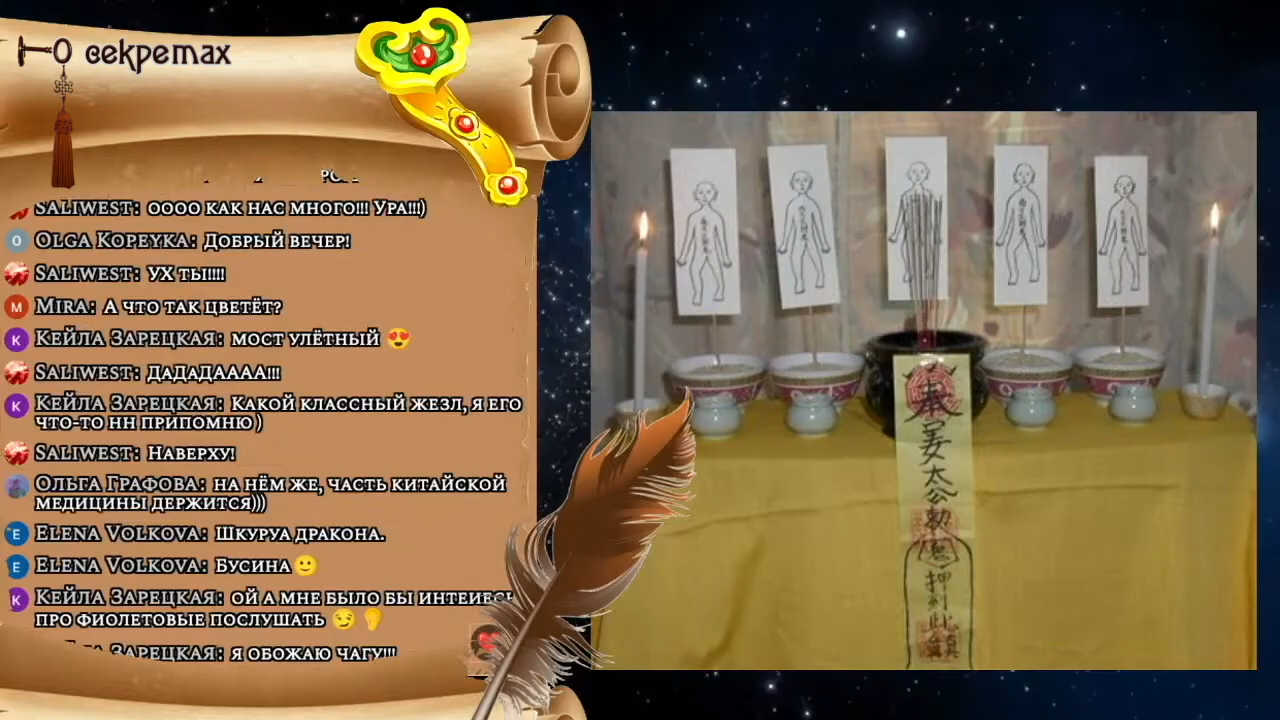 О секретах
SALIWEST: ОООО КАК НАС МНОГО!!! УРА!!!)
OLGA KOPEYKA: ДОБРЫЙ ВЕЧЕР!
SALIWEST: УХ ТЫ!!!!
MIRA: А ЧТО ТАК ЦВЕТЁТ?
КЕЙЛА ЗАРЕЦКАЯ: МОСТ УЛЁТНЫЙ 😍
SALIWEST: ДАДАДАААА!!!
КЕЙЛА ЗАРЕЦКАЯ: КАКОЙ КЛАССНЫЙ ЖЕЗЛ, Я ЕГО
ЧТО-ТО НН ПРИПОМНЮ )
SALIWEST: НАВЕРХУ!
ОЛЬГА ГРАФОВА: НА НЁМ ЖЕ, ЧАСТЬ КИТАЙСКОЙ
МЕДИЦИНЫ ДЕРЖИТСЯ)))
ELENA VOLKOVA: ШКУРУА ДРАКОНА.
ELENA VOLKOVA: БУСИНА 🙂
КЕЙЛА ЗАРЕЦКАЯ: ОЙ А МНЕ БЫЛО БЫ
ПРО ФИОЛЕТОВЫЕ ПОСЛУШАТЬ 😏 👂
ЗАРЕЦКАЯ: Я ОБОЖАЮ ЧАГУ!!!
奉
姜
太
公
勅
押
此